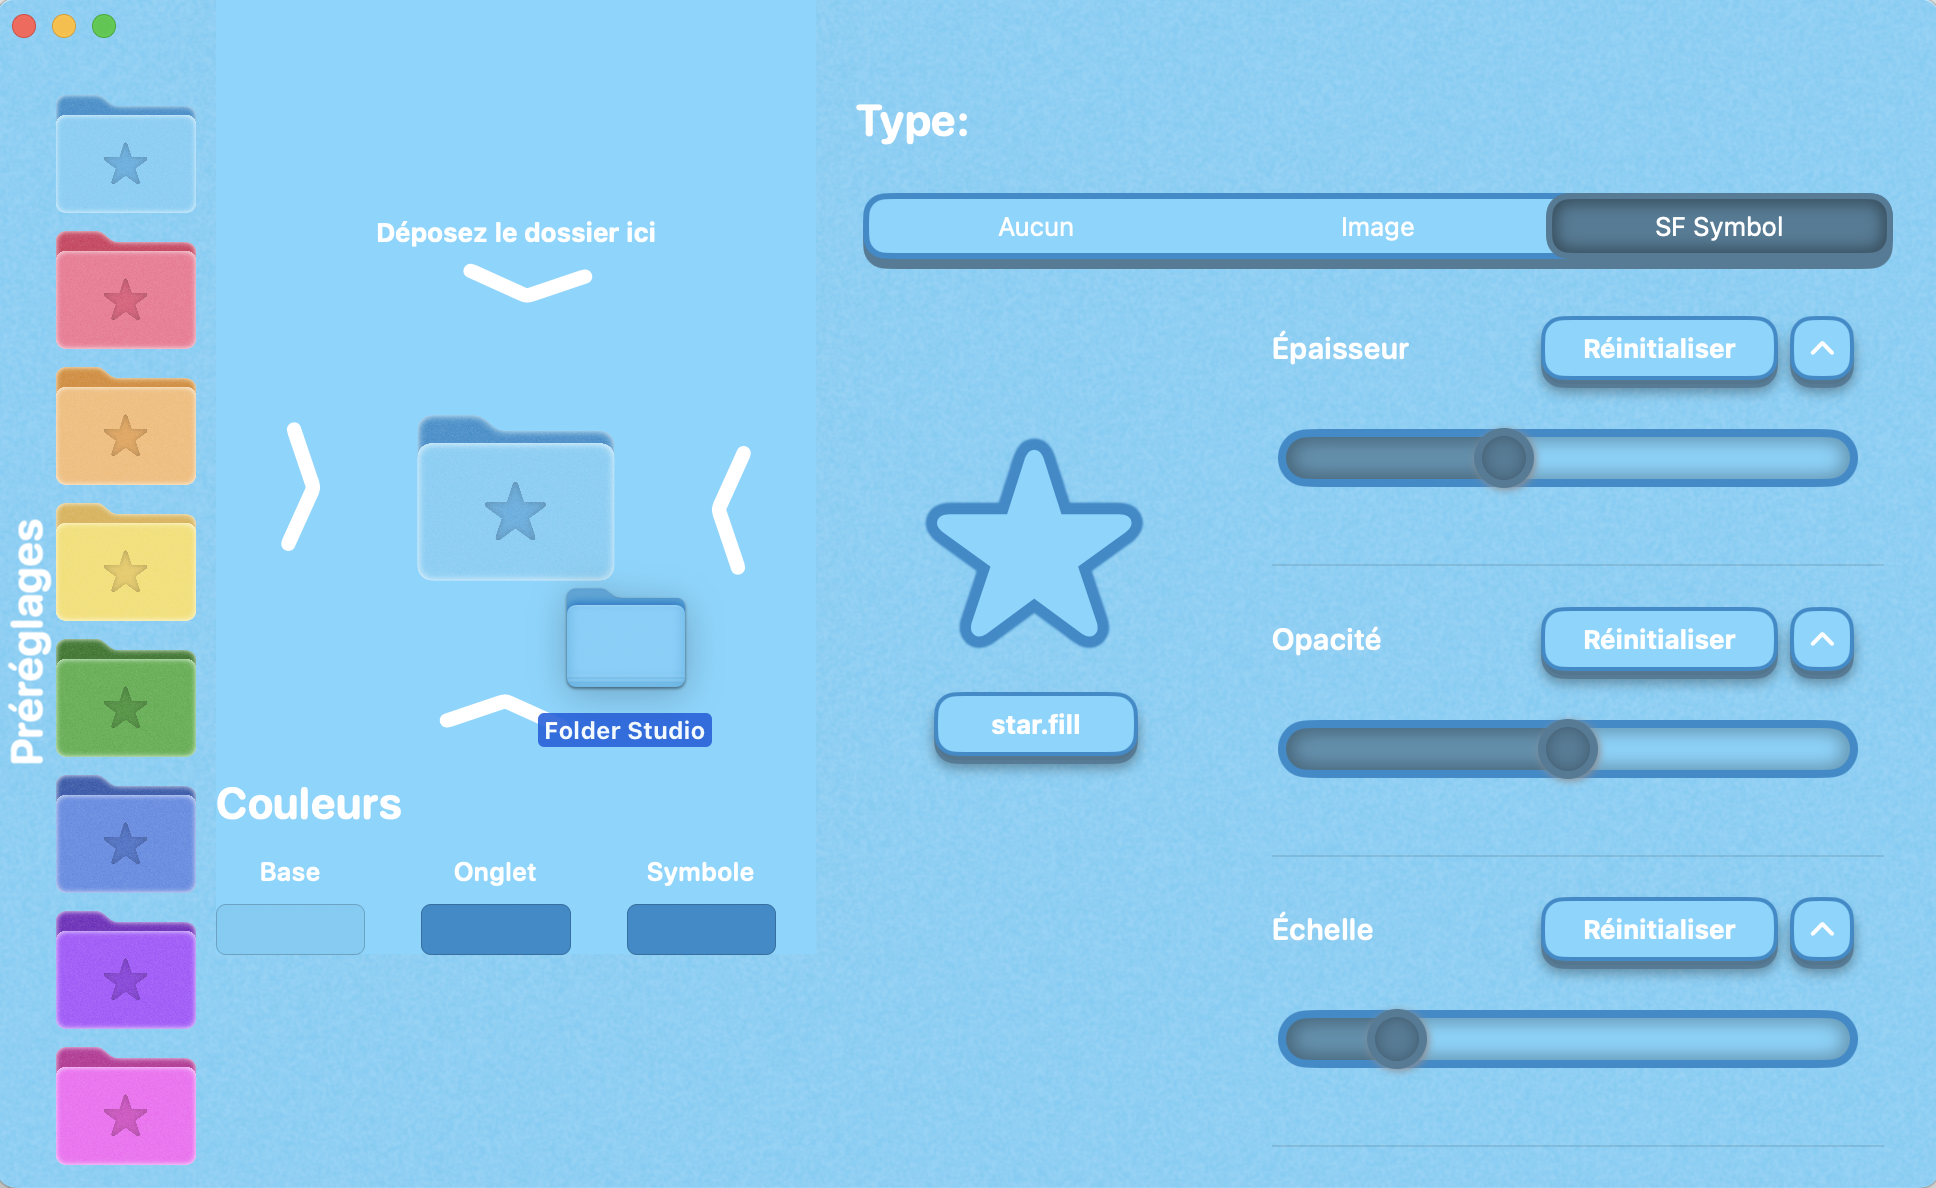 Préréglages
Déposez le dossier ici
Folder Studio
Couleurs
Base
Onglet
Symbole
Type:
Aucun
Image
SF Symbol
star.fill
Épaisseur
Réinitialiser
Opacité
Réinitialiser
Échelle
Réinitialiser